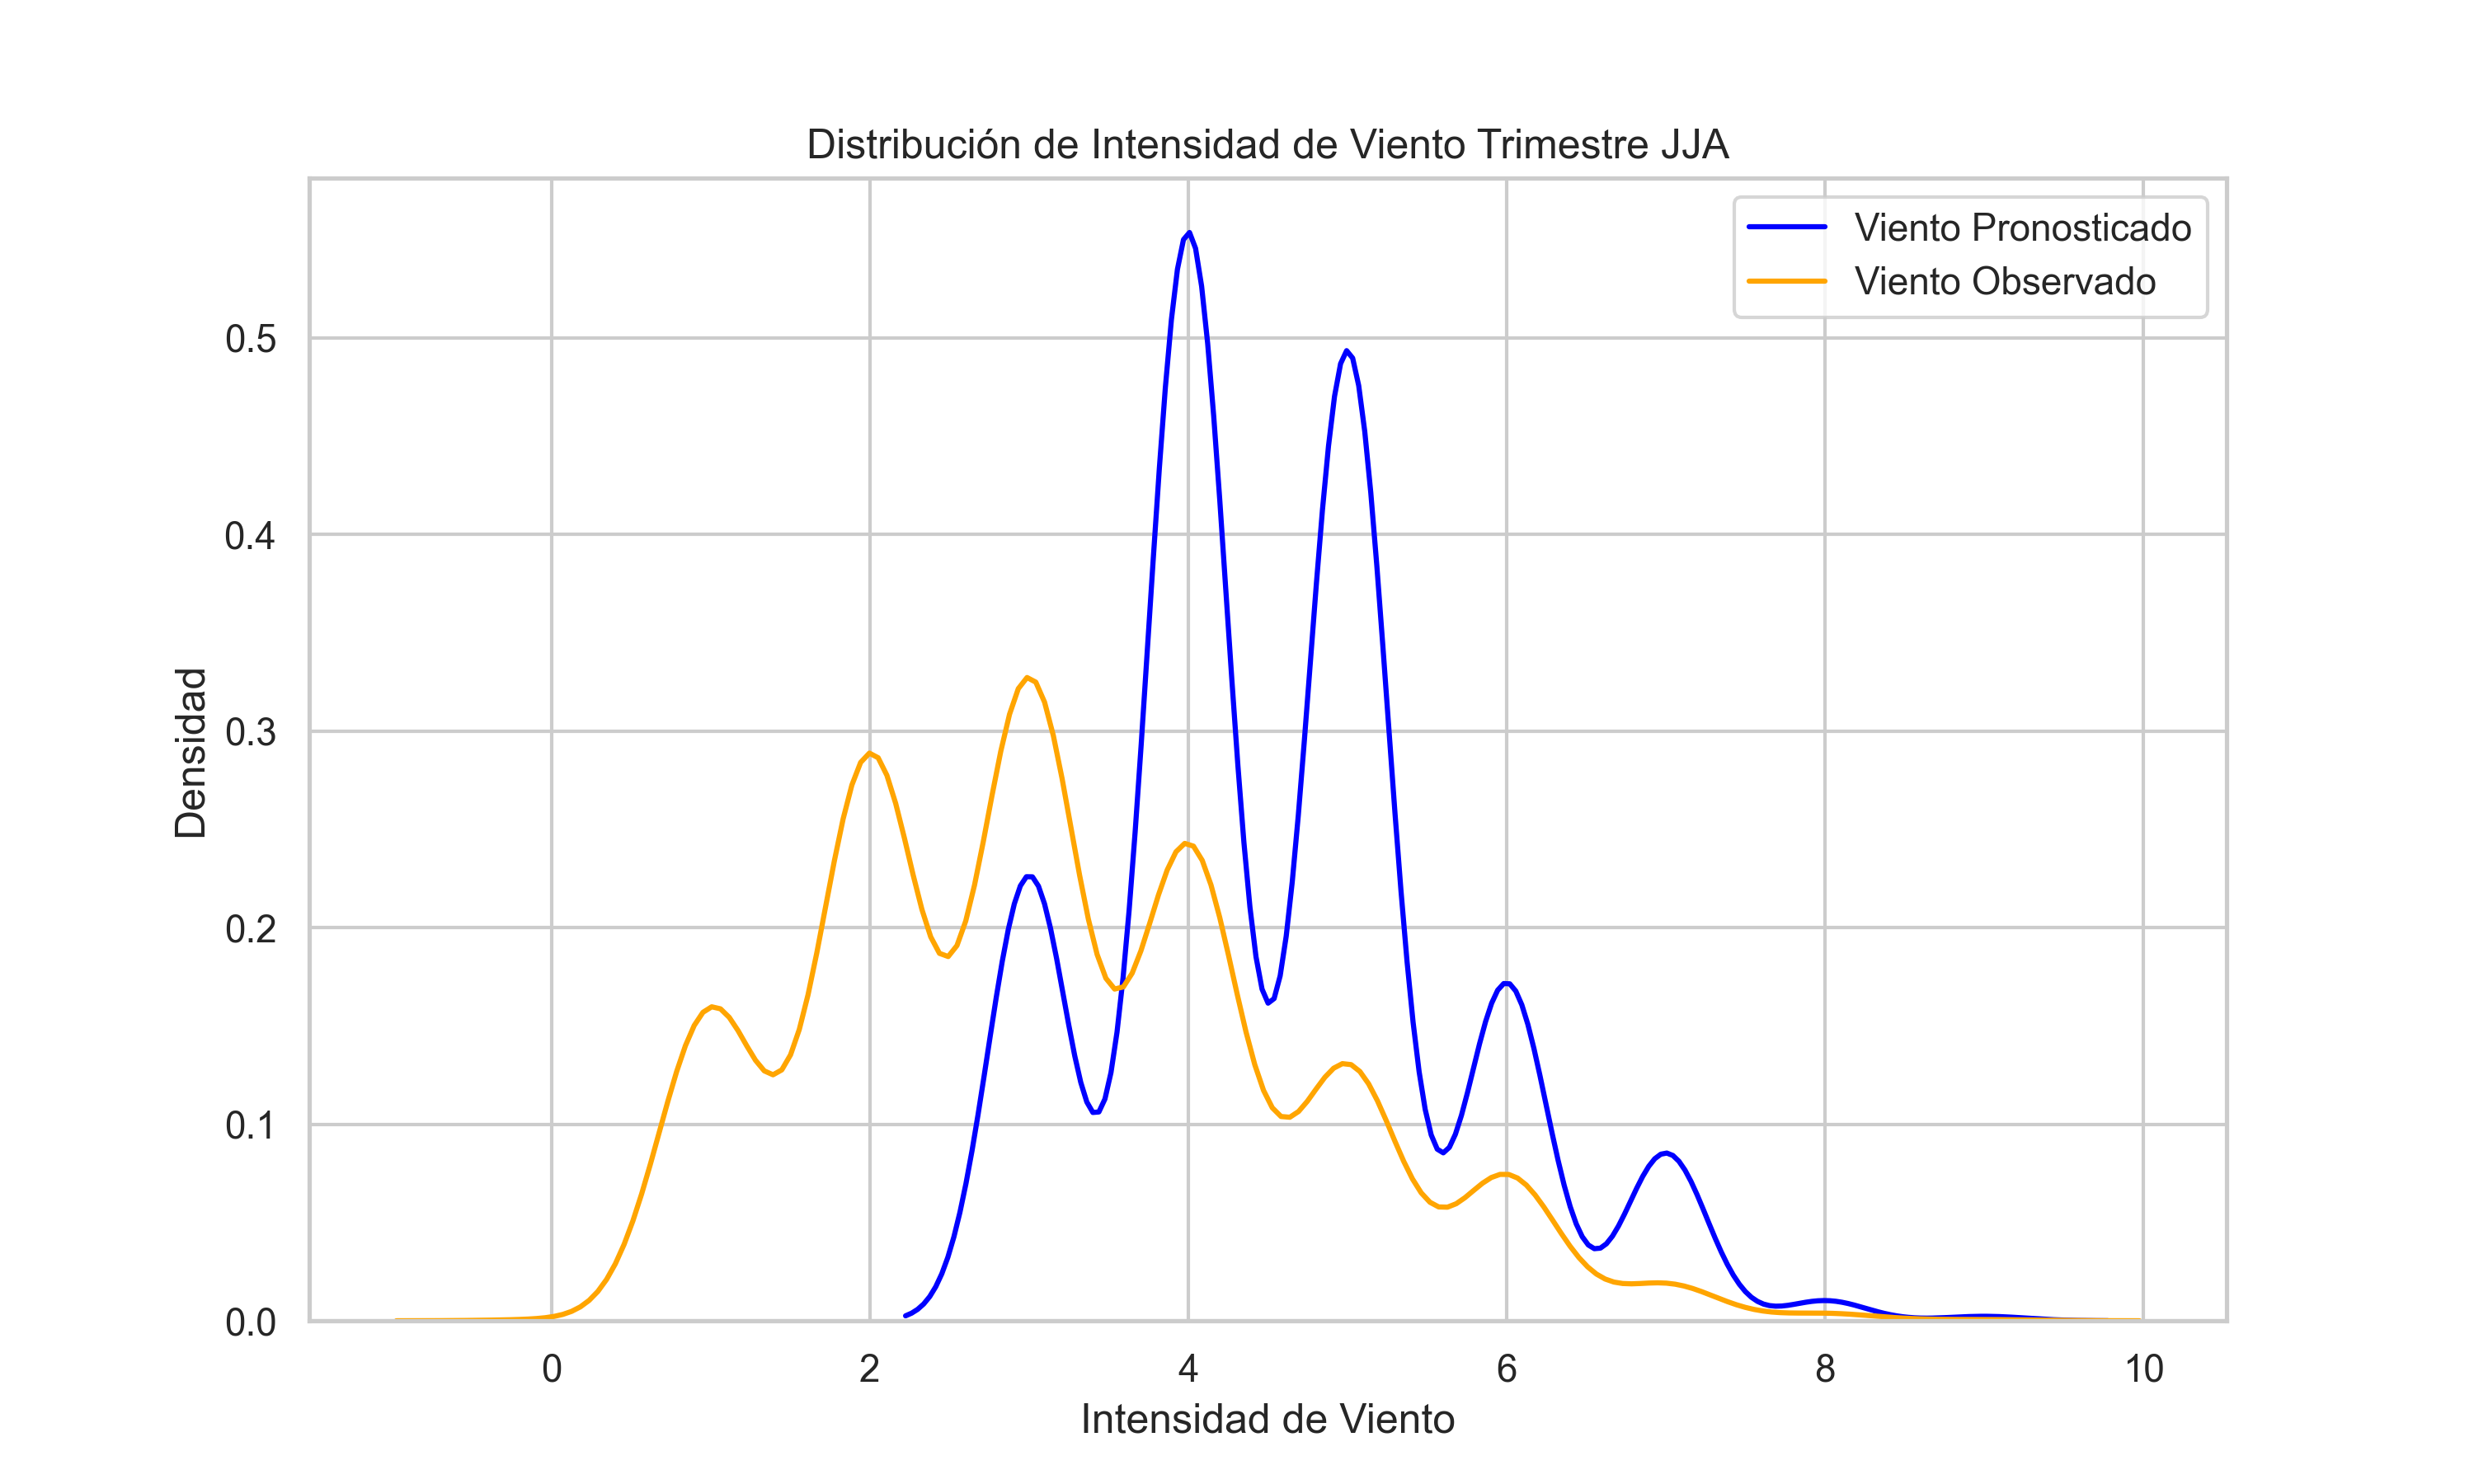 Distribución de Intensidad de Viento Trimestre JJA
Viento Pronosticado
Viento Observado
Densidad
0.5
0.4
0.3
0.2
0.1
0.0
0 2 4 6 8 10
Intensidad de Viento